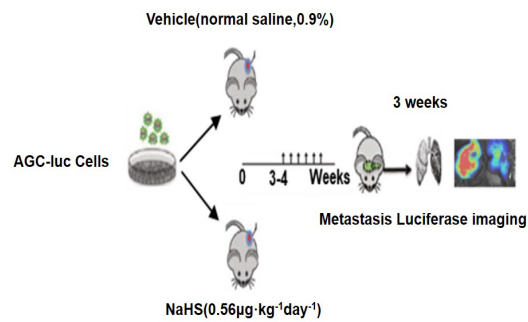 Vehicle(normal saline,0.9%)
3 weeks
AGC-luc Cells
0 3-4 Weeks
Metastasis Luciferase imaging
NaHS(0.56μg·kg⁻¹day⁻¹)